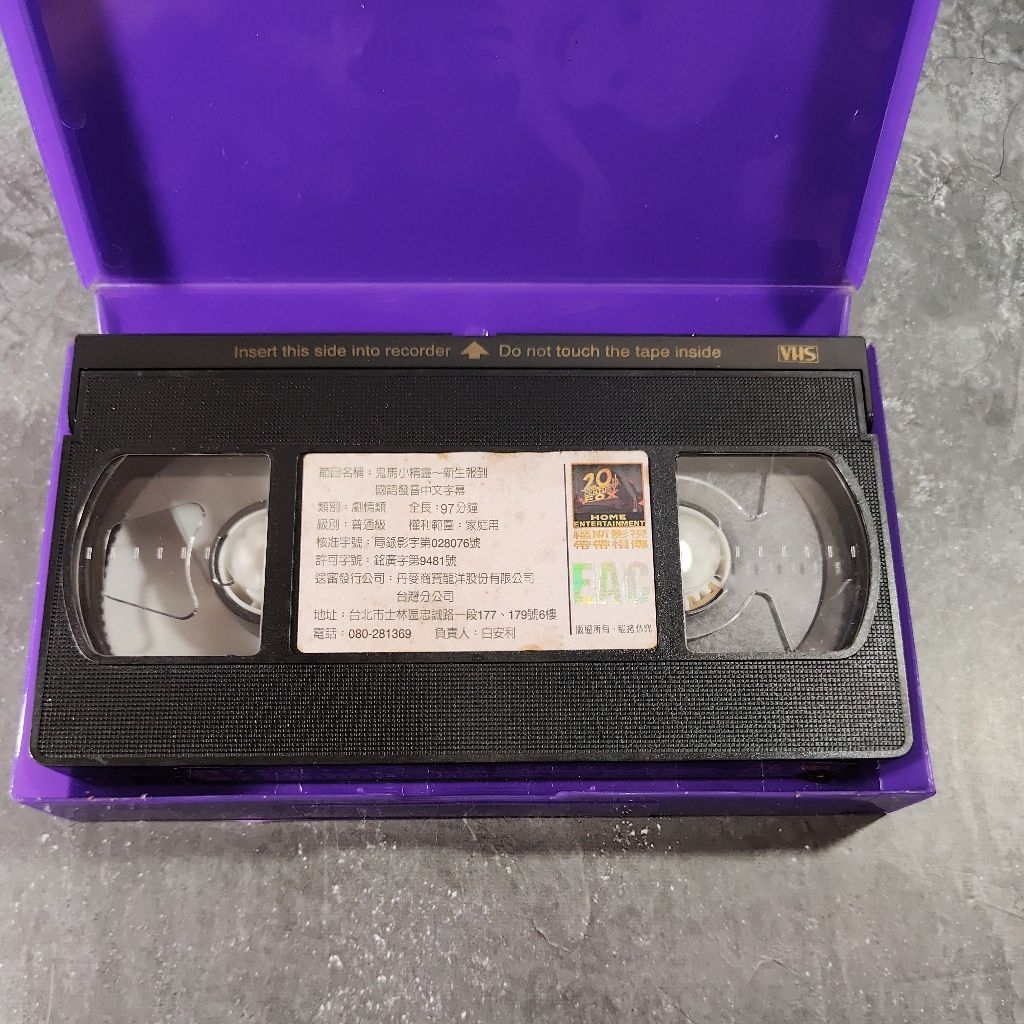 Insert this side into recorder Do not touch the tape inside VHS
節目名稱：鬼馬小精靈～新生報到
國語發音中文字幕
類別：劇情類 全長：97分鐘
級別：普通級 權利範圍：家庭用
核准字號：局錄影字第028076號
許可字號：銘廣字第9481號
送審發行公司：丹麥商寶龍洋股份有限公司
台灣分公司
地址：台北市士林區忠誠路一段177、179號6樓
電話：080-281369 負責人：白安利
20th
CENTURY
FOX
HOME
ENTERTAINMENT
福斯影視
帶帶相傳
EAC
版權所有‧翻拷必究